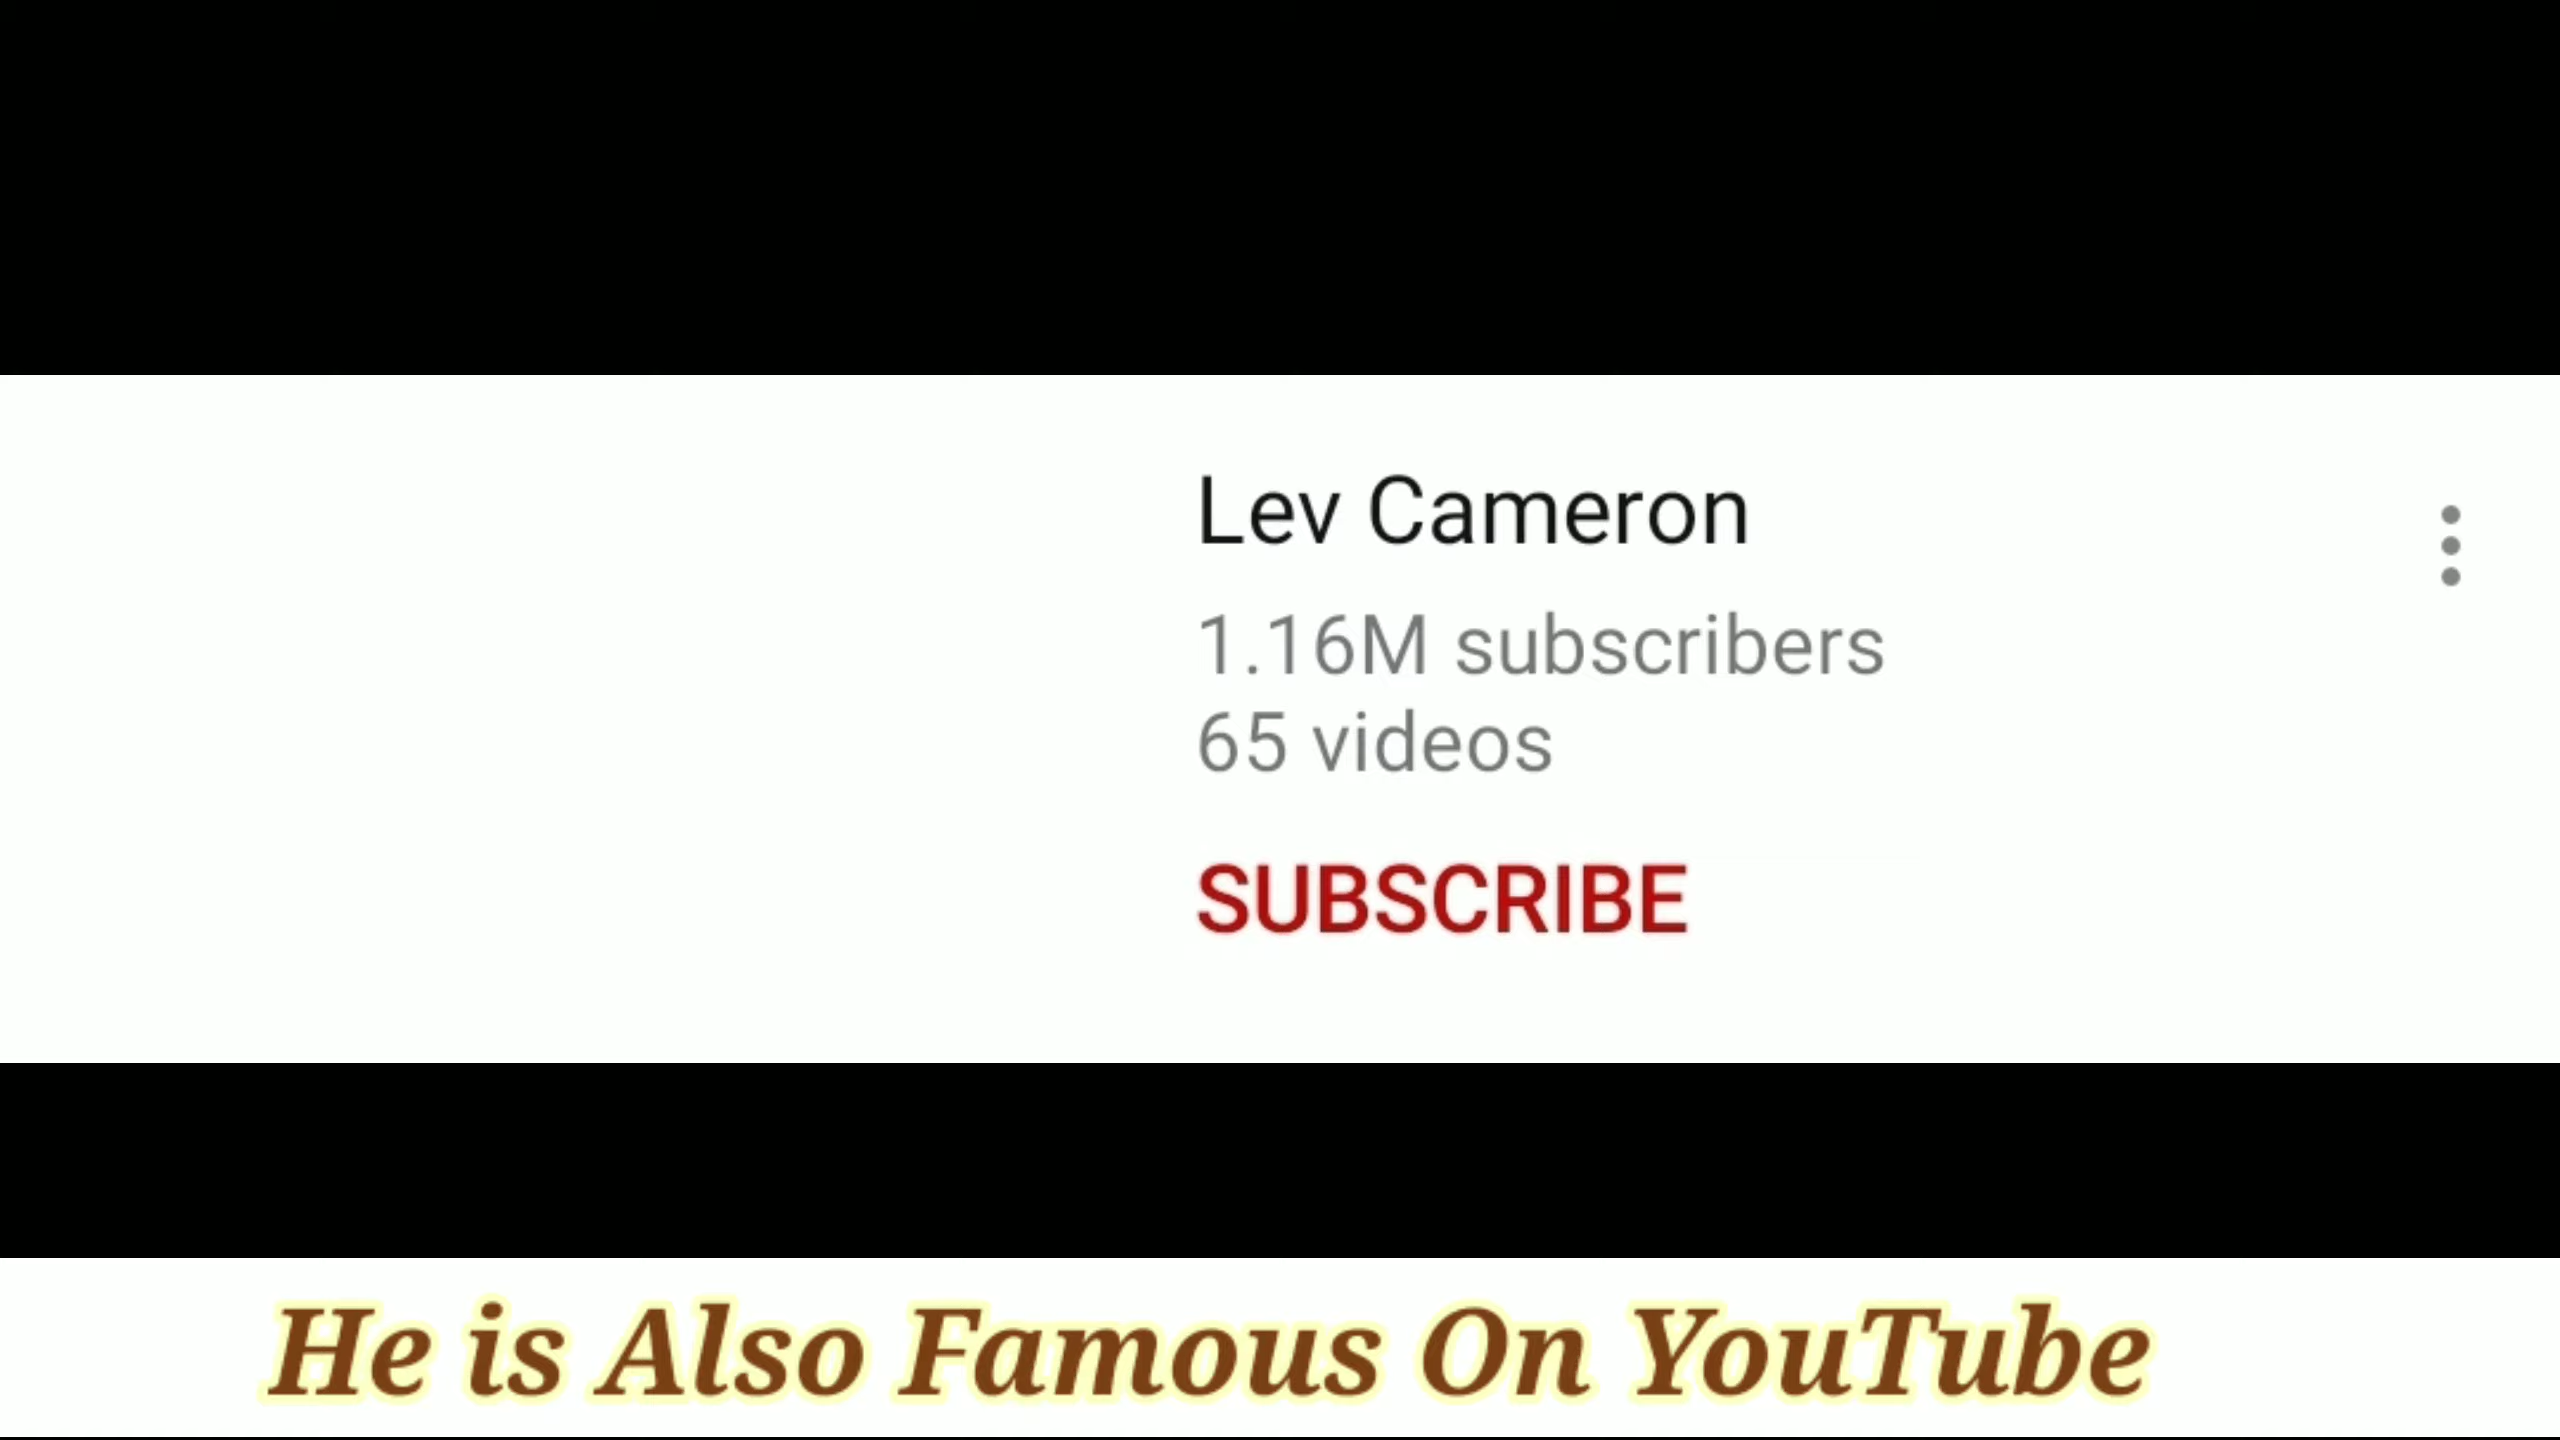 Lev Cameron
1.16M subscribers
65 videos
SUBSCRIBE
He is Also Famous On YouTube